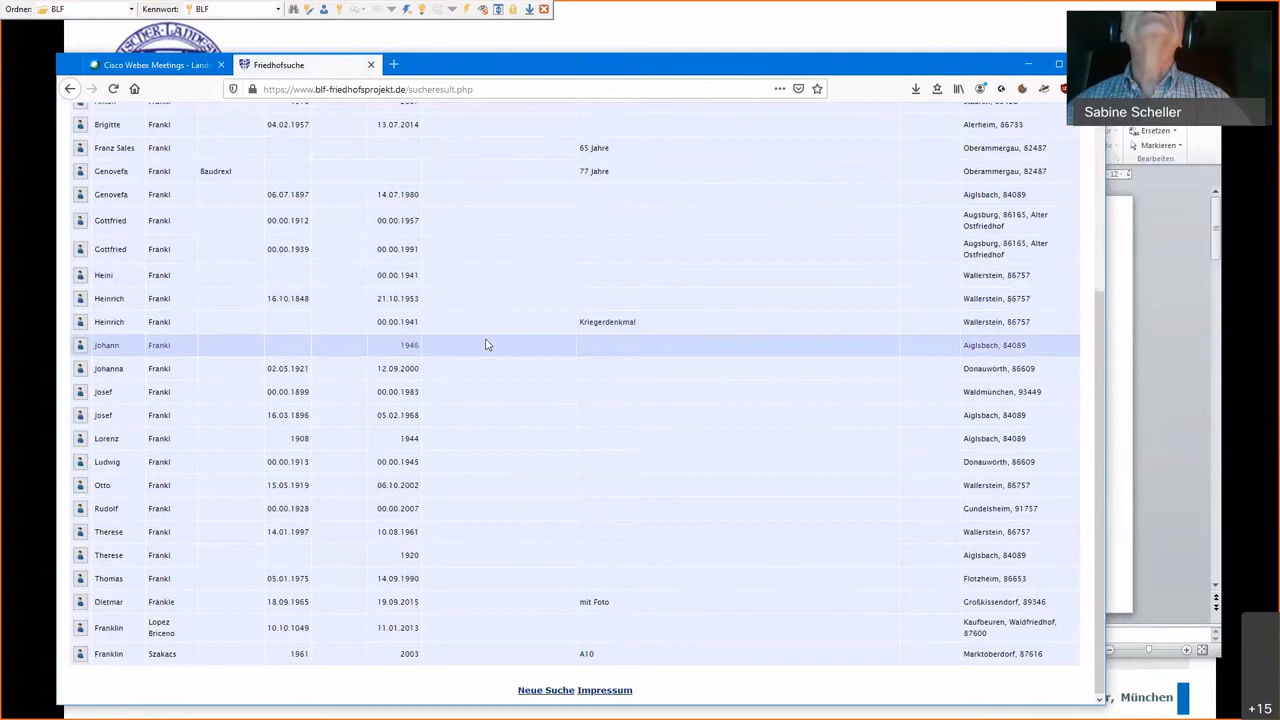 Ordner: BLF Kennwort: BLF
SCHER-LANDES
Cisco Webex Meetings - Land
Friedhofsuche
https://www.blf-friedhofsprojekt.de/sucheresult.php
Sabine Scheller
Ersetzen
Markieren
Bearbeiten
12
Brigitte Frankl 04.02.1957 13.07.2014 Alerheim, 86733
Franz Sales Frankl 65 Jahre Oberammergau, 82487
Genovefa Frankl Baudrexl 77 Jahre Oberammergau, 82487
Genovefa Frankl 06.07.1897 14.07.1980 Aiglsbach, 84089
Gottfried Frankl 00.00.1912 00.00.1957 Augsburg, 86165, Alter
Ostfriedhof
Gottfried Frankl 00.00.1939 00.00.1991 Augsburg, 86165, Alter
Ostfriedhof
Heini Frankl 00.00.1941 Wallerstein, 86757
Heinrich Frankl 16.10.1848 21.10.1953 Wallerstein, 86757
Heinrich Frankl 00.00.1941 Kriegerdenkmal Wallerstein, 86757
Johann Frankl 1946 Aiglsbach, 84089
Johanna Frankl 02.05.1921 12.09.2000 Donauwörth, 86609
Josef Frankl 00.00.1899 00.00.1983 Waldmünchen, 93449
Josef Frankl 16.03.1896 05.02.1968 Aiglsbach, 84089
Lorenz Frankl 1908 1944 Aiglsbach, 84089
Ludwig Frankl 00.00.1913 00.00.1945 Donauwörth, 86609
Otto Frankl 15.05.1919 06.10.2002 Wallerstein, 86757
Rudolf Frankl 00.00.1928 00.00.2007 Gundelsheim, 91757
Therese Frankl 14.01.1997 10.08.1961 Wallerstein, 86757
Therese Frankl 1920 Aiglsbach, 84089
Thomas Frankl 05.01.1975 14.09.1990 Flotzheim, 86653
Dietmar Fränkle 18.09.1965 19.09.2015 mit Foto Großkissendorf, 89346
Franklin Lopez Briceno 10.10.1049 11.01.2013 Kaufbeuren, Waldfriedhof,
87600
Franklin Szakacs 1961 2003 A10 Marktoberdorf, 87616
Neue Suche Impressum
r, München
+15